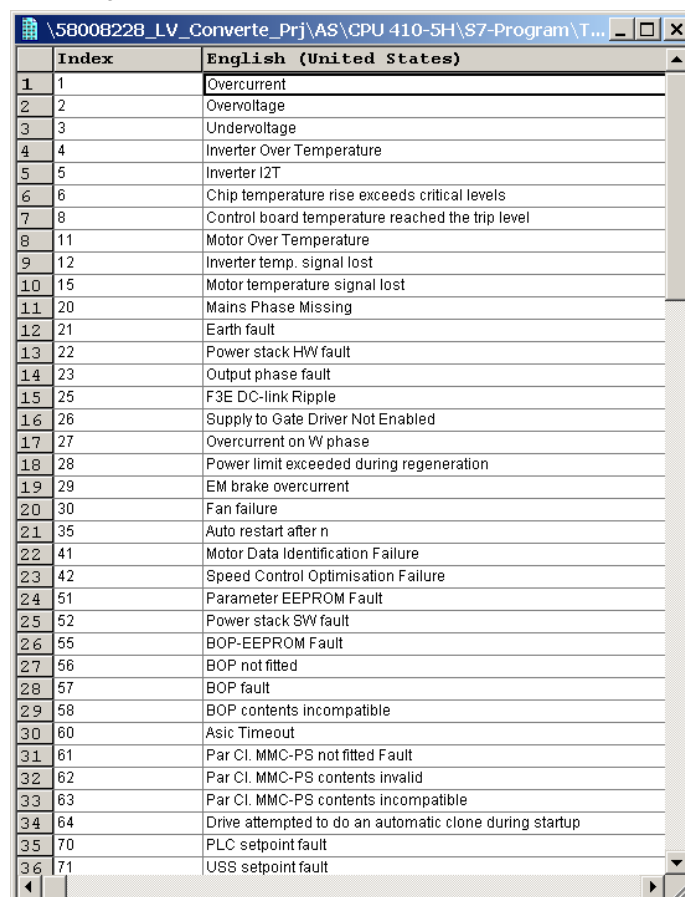 \58008228_LV_Converte_Prj\AS\CPU 410-5H\S7-Program\T...
Index English (United States)
1 1 Overcurrent
2 2 Overvoltage
3 3 Undervoltage
4 4 Inverter Over Temperature
5 5 Inverter I2T
6 6 Chip temperature rise exceeds critical levels
7 8 Control board temperature reached the trip level
8 11 Motor Over Temperature
9 12 Inverter temp. signal lost
10 15 Motor temperature signal lost
11 20 Mains Phase Missing
12 21 Earth fault
13 22 Power stack HW fault
14 23 Output phase fault
15 25 F3E DC-link Ripple
16 26 Supply to Gate Driver Not Enabled
17 27 Overcurrent on W phase
18 28 Power limit exceeded during regeneration
19 29 EM brake overcurrent
20 30 Fan failure
21 35 Auto restart after n
22 41 Motor Data Identification Failure
23 42 Speed Control Optimisation Failure
24 51 Parameter EEPROM Fault
25 52 Power stack SW fault
26 55 BOP-EEPROM Fault
27 56 BOP not fitted
28 57 BOP fault
29 58 BOP contents incompatible
30 60 Asic Timeout
31 61 Par Cl. MMC-PS not fitted Fault
32 62 Par Cl. MMC-PS contents invalid
33 63 Par Cl. MMC-PS contents incompatible
34 64 Drive attempted to do an automatic clone during startup
35 70 PLC setpoint fault
36 71 USS setpoint fault